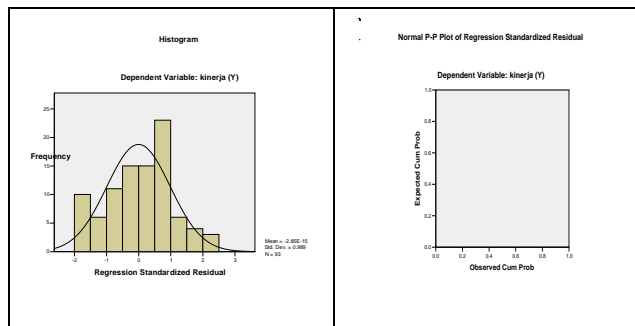 Histogram
Dependent Variable: kinerja (Y)
25
20
15
10
5
0
Frequency
-2 -1 0 1 2 3
Regression Standardized Residual
Mean = -2.85E-15
Std. Dev. = 0.989
N = 93
Normal P-P Plot of Regression Standardized Residual
Dependent Variable: kinerja (Y)
1.0
0.8
0.6
0.4
0.2
0.0
Expected Cum Prob
0.0 0.2 0.4 0.6 0.8 1.0
Observed Cum Prob